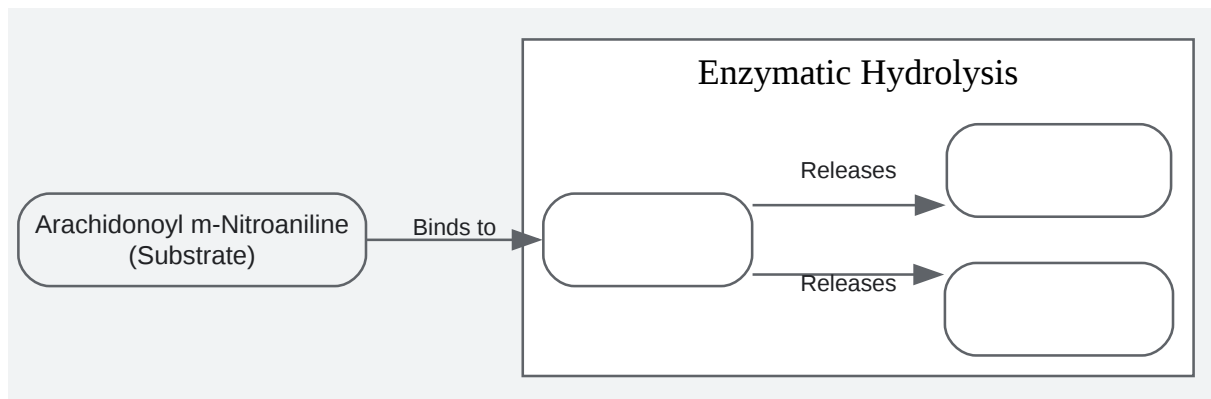 Enzymatic Hydrolysis
Releases
Arachidonoyl m-Nitroaniline
(Substrate)
Binds to
Releases